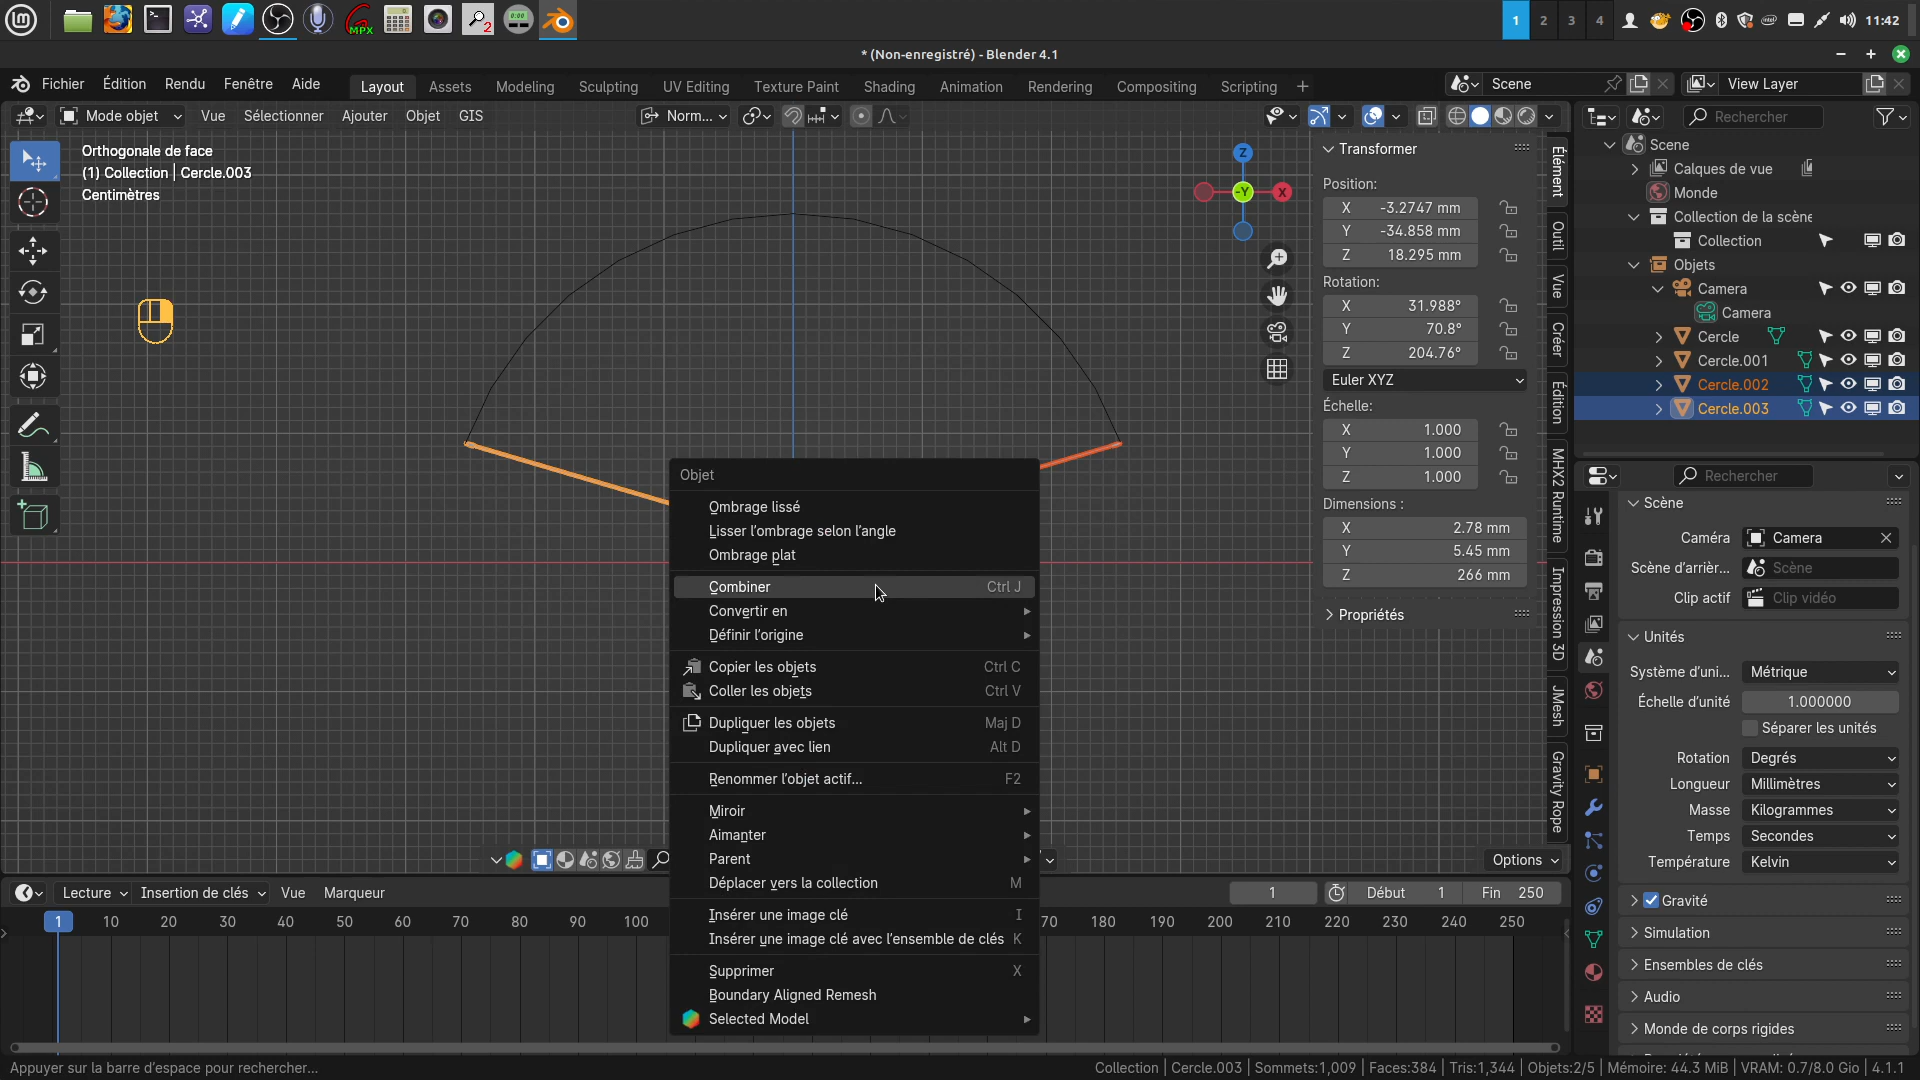 MPX
2
0:00
1
2
3
4
11:42
* (Non-enregistré) - Blender 4.1
Fichier
Édition
Rendu
Fenêtre
Aide
Layout
Assets
Modeling
Sculpting
UV Editing
Texture Paint
Shading
Animation
Rendering
Compositing
Scripting
+
Scene
View Layer
Mode objet
Vue
Sélectionner
Ajouter
Objet
GIS
Norm...
Rechercher
Orthogonale de face
(1) Collection | Cercle.003
Centimètres
Z
-Y
X
Transformer
Position:
X -3.2747 mm
Y -34.858 mm
Z 18.295 mm
Rotation:
X 31.988°
Y 70.8°
Z 204.76°
Euler XYZ
Échelle:
X 1.000
Y 1.000
Z 1.000
Dimensions :
X 2.78 mm
Y 5.45 mm
Z 266 mm
Propriétés
Élément
Outil
Vue
Créer
Édition
MHX2 Runtime
Impression 3D
JMesh
Gravity Rope
Scene
Calques de vue
Monde
Collection de la scène
Collection
Objets
Camera
Camera
Cercle
Cercle.001
Cercle.002
Cercle.003
Rechercher
Scène
Caméra Camera
Scène d'arrièr... Scène
Clip actif Clip vidéo
Unités
Système d'uni... Métrique
Échelle d'unité 1.000000
Séparer les unités
Rotation Degrés
Longueur Millimètres
Masse Kilogrammes
Temps Secondes
Température Kelvin
Gravité
Simulation
Ensembles de clés
Audio
Monde de corps rigides
Objet
Ombrage lissé
Lisser l'ombrage selon l'angle
Ombrage plat
Combiner Ctrl J
Convertir en
Définir l'origine
Copier les objets Ctrl C
Coller les objets Ctrl V
Dupliquer les objets Maj D
Dupliquer avec lien Alt D
Renommer l'objet actif... F2
Miroir
Aimanter
Parent
Déplacer vers la collection M
Insérer une image clé I
Insérer une image clé avec l'ensemble de clés K
Supprimer X
Boundary Aligned Remesh
Selected Model
Options
Lecture
Insertion de clés
Vue
Marqueur
1
Début 1
Fin 250
1 10 20 30 40 50 60 70 80 90 100 70 180 190 200 210 220 230 240 250
Appuyer sur la barre d'espace pour rechercher...
Collection | Cercle.003 | Sommets:1,009 | Faces:384 | Tris:1,344 | Objets:2/5 | Mémoire: 44.3 MiB | VRAM: 0.7/8.0 Gio | 4.1.1